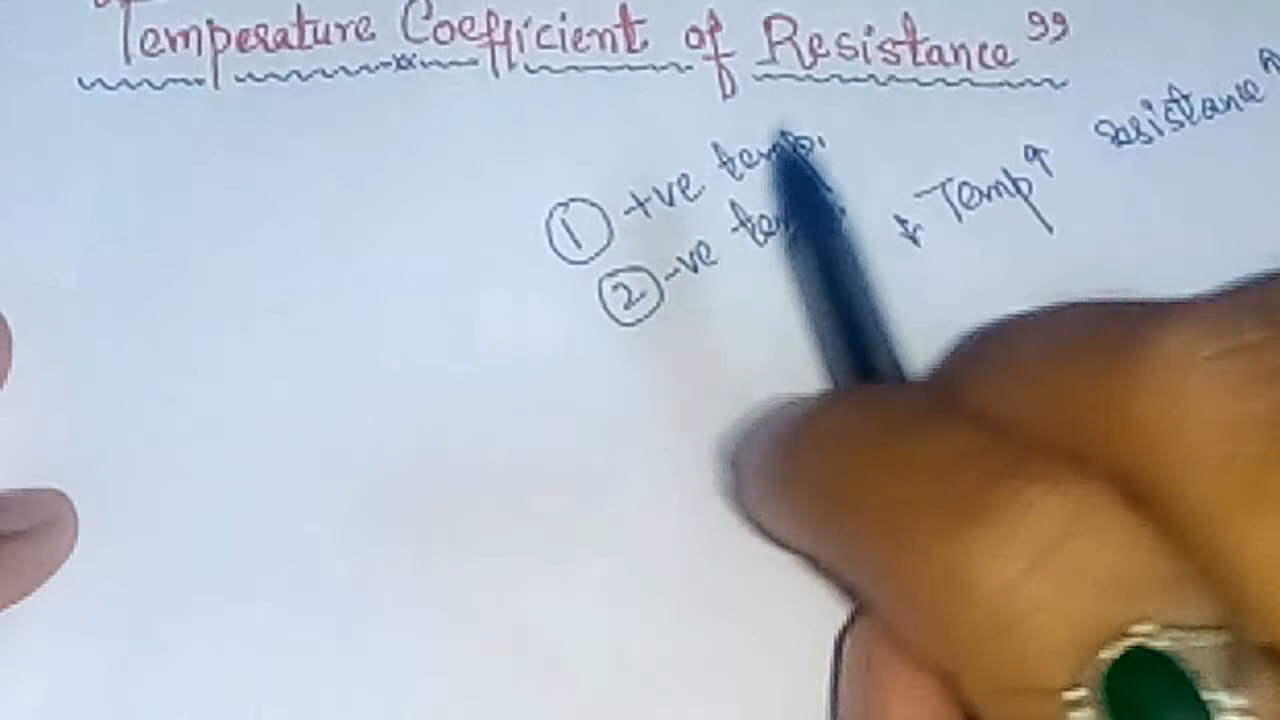 Temperature Coefficient of Resistance"
① +ve temp.
② -ve
* Temp↑ resistance↑